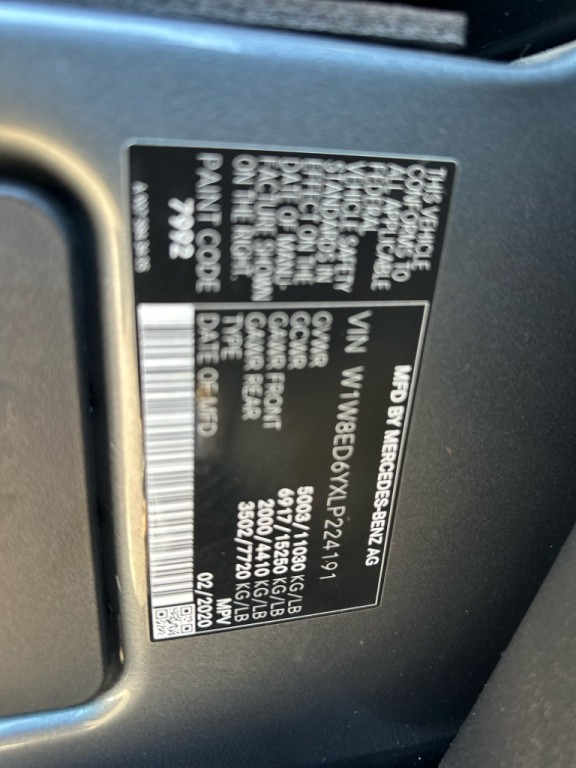 MFD BY MERCEDES-BENZ AG
VIN W1W8ED6YXLP224191
GVWR 5003/11030 KG/LB
GCWR 6917/15250 KG/LB
GAWR FRONT 2000/4410 KG/LB
GAWR REAR 3502/7720 KG/LB
TYPE MPV
DATE OF MFD 02/2020
THIS VEHICLE
CONFORMS TO
ALL APPLICABLE
FEDERAL
VEHICLE SAFETY
STANDARDS IN
EFFECT ON THE
DATE OF MANU-
FACTURE SHOWN
ON THE RIGHT.
PAINT CODE
7992